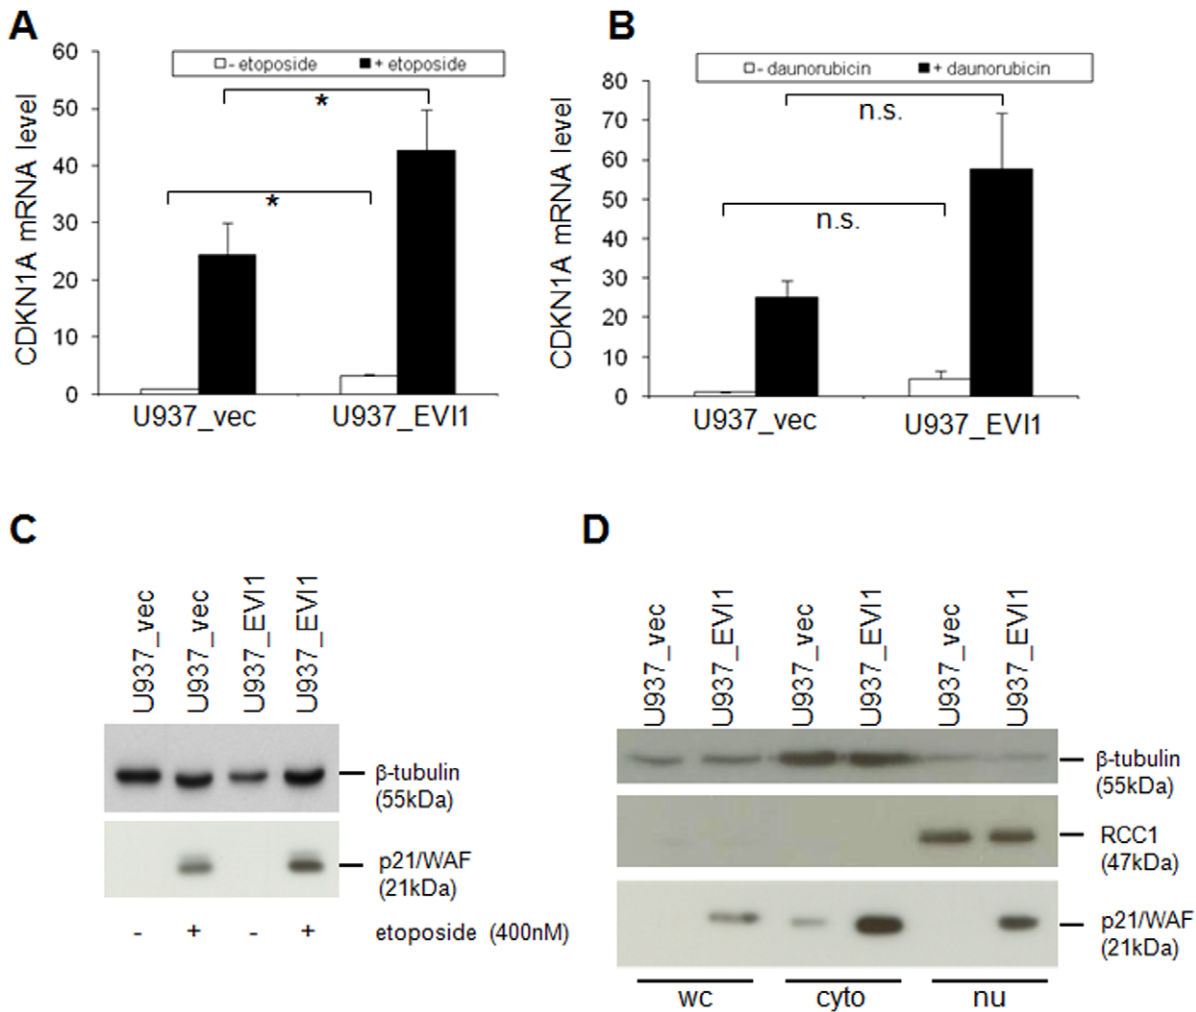 A
60
50
40
30
20
10
0
CDKN1A mRNA level
- etoposide + etoposide
*
*
U937_vec U937_EVI1
B
80
70
60
50
40
30
20
10
0
CDKN1A mRNA level
- daunorubicin + daunorubicin
n.s.
n.s.
U937_vec U937_EVI1
C
U937_vec
U937_vec
U937_EVI1
U937_EVI1
β-tubulin
(55kDa)
p21/WAF
(21kDa)
- + - + etoposide (400nM)
D
U937_vec
U937_EVI1
U937_vec
U937_EVI1
U937_vec
U937_EVI1
β-tubulin
(55kDa)
RCC1
(47kDa)
p21/WAF
(21kDa)
wc cyto nu